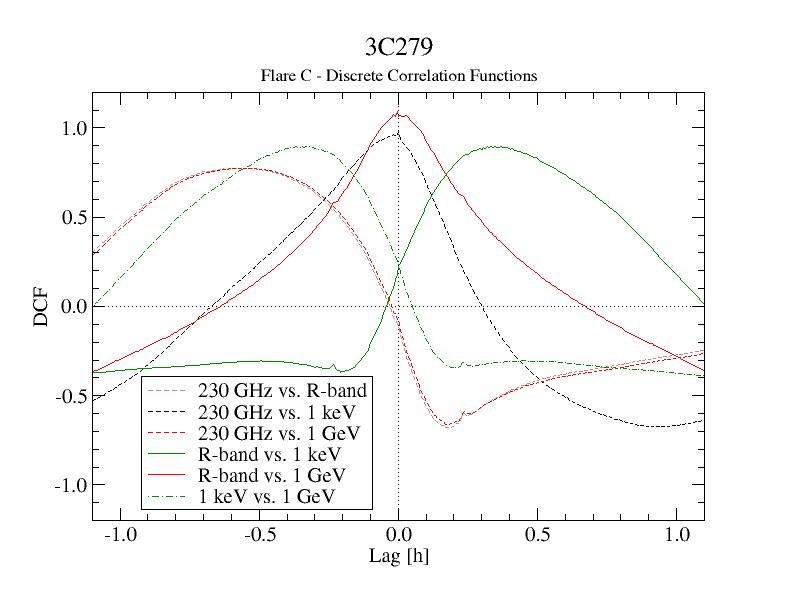 3C279
Flare C - Discrete Correlation Functions
1.0
0.5
0.0
-0.5
-1.0
DCF
230 GHz vs. R-band
230 GHz vs. 1 keV
230 GHz vs. 1 GeV
R-band vs. 1 keV
R-band vs. 1 GeV
1 keV vs. 1 GeV
-1.0 -0.5 0.0 0.5 1.0
Lag [h]